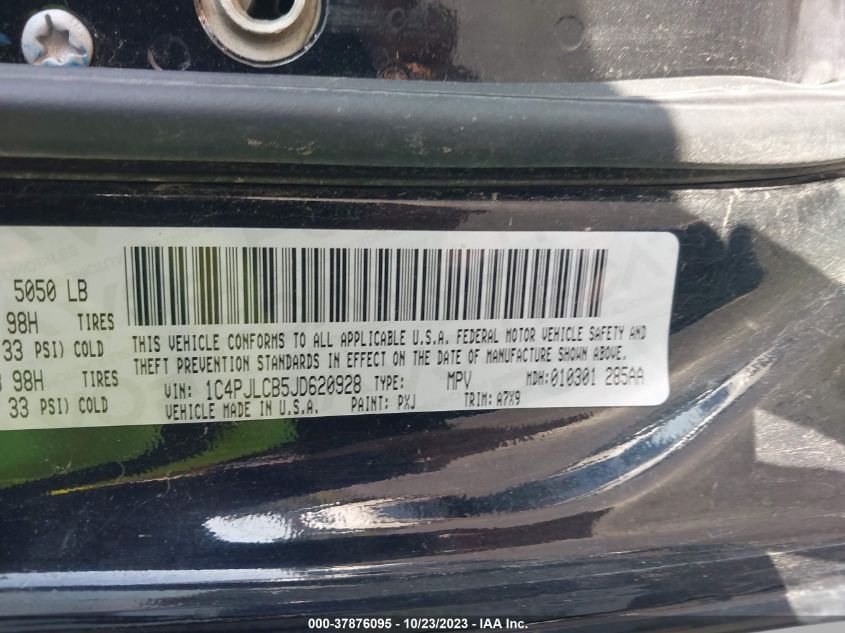 5050 LB
98H TIRES
33 PSI) COLD
98H TIRES
33 PSI) COLD
THIS VEHICLE CONFORMS TO ALL APPLICABLE U.S.A. FEDERAL MOTOR VEHICLE SAFETY AND
THEFT PREVENTION STANDARDS IN EFFECT ON THE DATE OF MANUFACTURE SHOWN ABOVE.
VIN: 1C4PJLCB5JD620928 TYPE: MPV MDH:010301 285AA
VEHICLE MADE IN U.S.A. PAINT: PXJ TRIM: A7X9
000-37876095 - 10/23/2023 - IAA Inc.